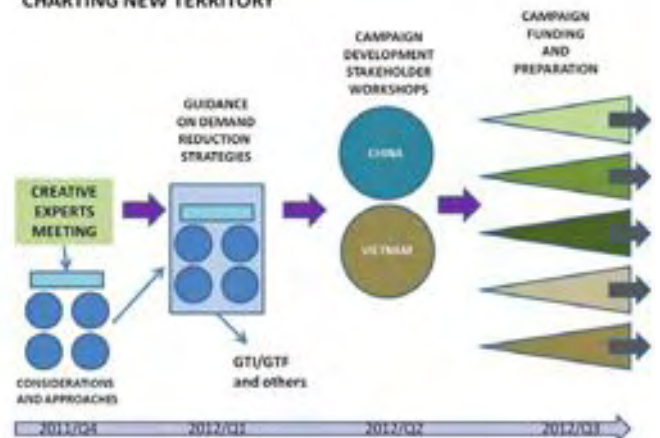 CHARTING NEW TERRITORY
CREATIVE
EXPERTS
MEETING
CONSIDERATIONS
AND APPROACHES
GUIDANCE
ON DEMAND
REDUCTION
STRATEGIES
GTI/GTF
and others
CAMPAIGN
DEVELOPMENT
STAKEHOLDER
WORKSHOPS
CHINA
VIETNAM
CAMPAIGN
FUNDING
AND
PREPARATION
2011/Q4
2012/Q1
2012/Q2
2012/Q3